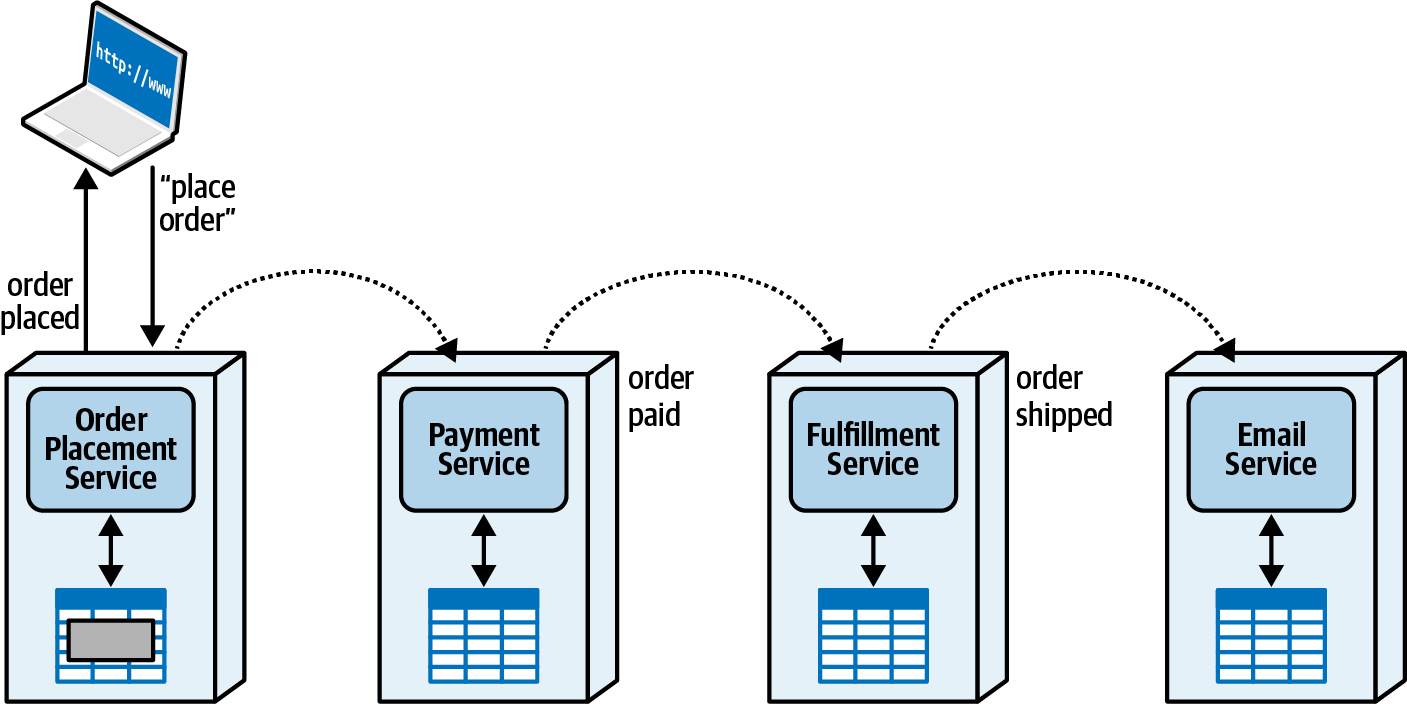 http://www
“place
order”
order
placed
Order
Placement
Service
Payment
Service
order
paid
Fulfillment
Service
order
shipped
Email
Service